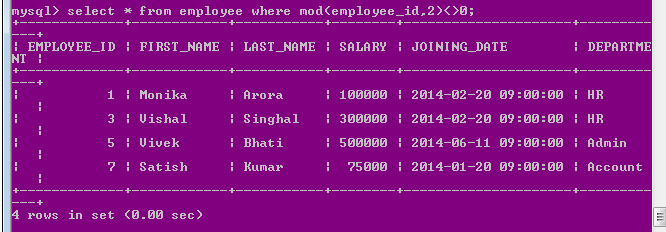 mysql> select * from employee where mod(employee_id,2)<>0;
+-------------+------------+-----------+--------+---------------------+---------
---+
| EMPLOYEE_ID | FIRST_NAME | LAST_NAME | SALARY | JOINING_DATE        | DEPARTME
NT |
+-------------+------------+-----------+--------+---------------------+---------
---+
|           1 | Monika     | Arora     | 100000 | 2014-02-20 09:00:00 | HR
   |
|           3 | Vishal     | Singhal   | 300000 | 2014-02-20 09:00:00 | HR
   |
|           5 | Vivek      | Bhati     | 500000 | 2014-06-11 09:00:00 | Admin
   |
|           7 | Satish     | Kumar     |  75000 | 2014-01-20 09:00:00 | Account
   |
+-------------+------------+-----------+--------+---------------------+---------
---+
4 rows in set (0.00 sec)